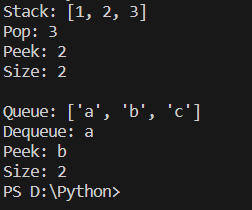 Stack: [1, 2, 3]
Pop: 3
Peek: 2
Size: 2
Queue: ['a', 'b', 'c']
Dequeue: a
Peek: b
Size: 2
PS D:\Python>